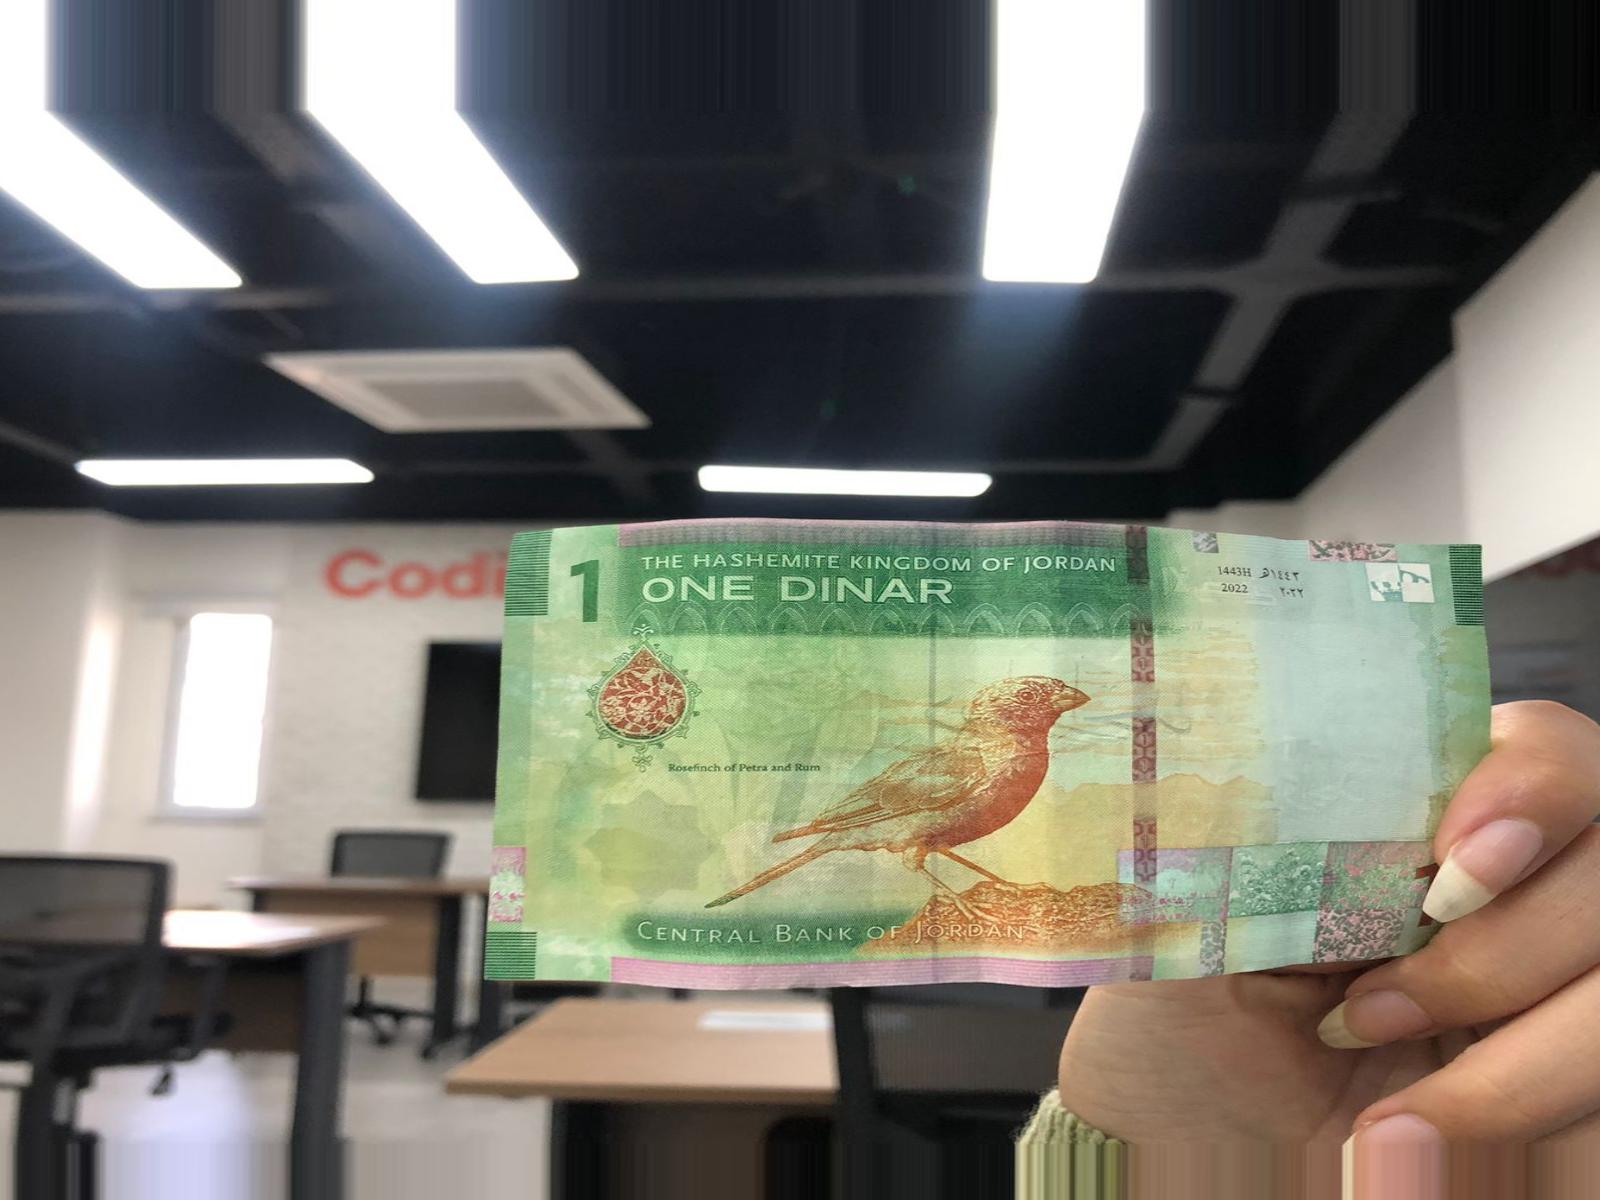 Codi
1
THE HASHEMITE KINGDOM OF JORDAN
ONE DINAR
1443H ١٤٤٣هـ
2022 ٢٠٢٢
Rosefinch of Petra and Rum
CENTRAL BANK OF JORDAN